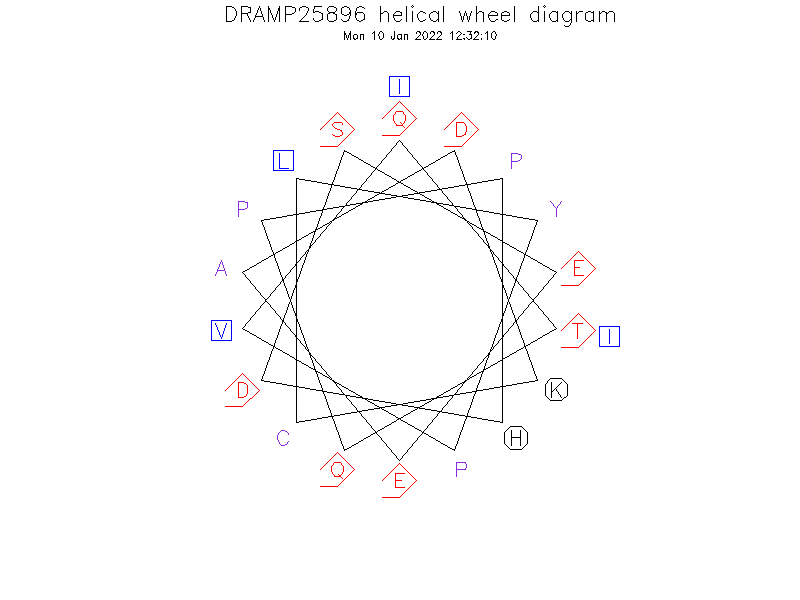 DRAMP25896 helical wheel diagram
Mon 10 Jan 2022 12:32:10
I
S Q D
L P
P Y
A E
V T I
D K
C H
Q E P